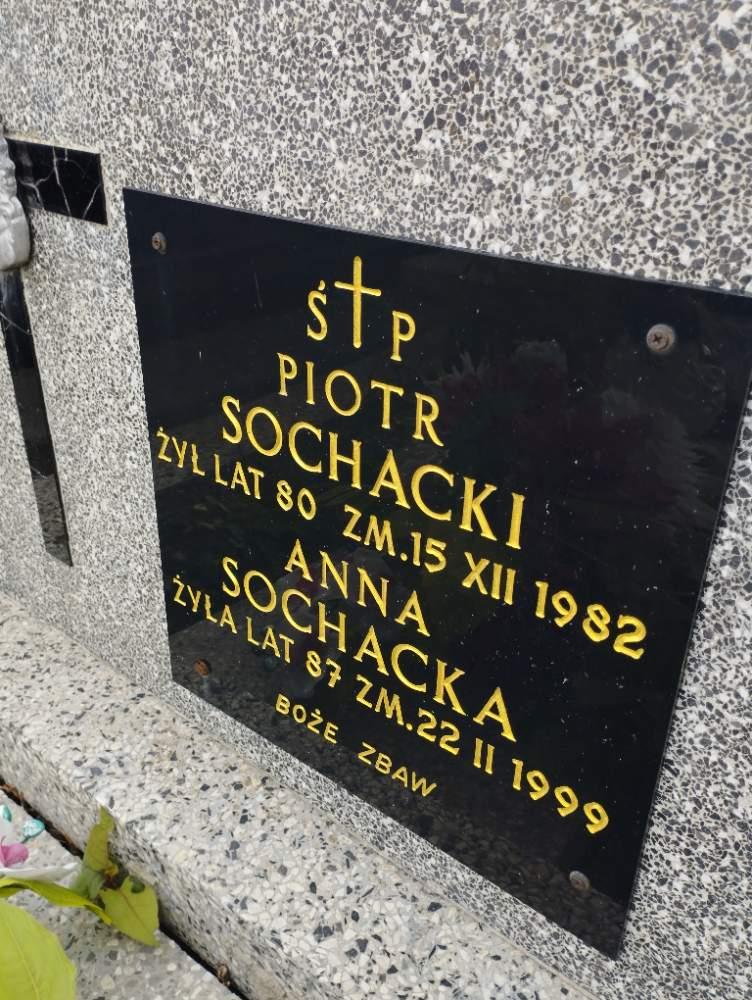 Ś † P
PIOTR
SOCHACKI
ŻYŁ LAT 80 ZM.15 XII 1982
ANNA
SOCHACKA
ŻYŁA LAT 87 ZM.22 II 1999
BOŻE ZBAW